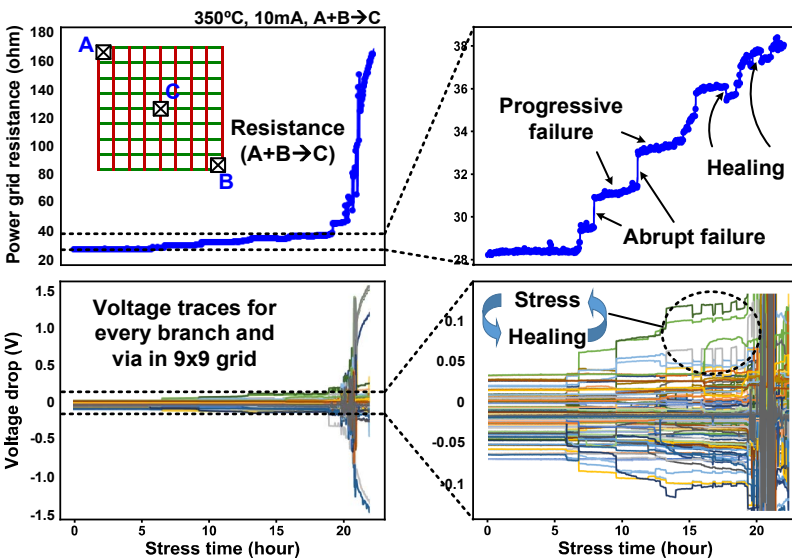 350ºC, 10mA, A+B→C
Power grid resistance (ohm)
180
160
140
120
100
80
60
40
20
A
C
B
Resistance
(A+B→C)
38
36
34
32
30
28
Progressive
failure
Healing
Abrupt failure
Voltage drop (V)
1.5
1.0
0.5
0
-0.5
-1.0
-1.5
Voltage traces for
every branch and
via in 9x9 grid
0
5
10
15
20
Stress time (hour)
0.1
0.05
0
-0.05
-0.1
Stress
Healing
0
5
10
15
20
Stress time (hour)